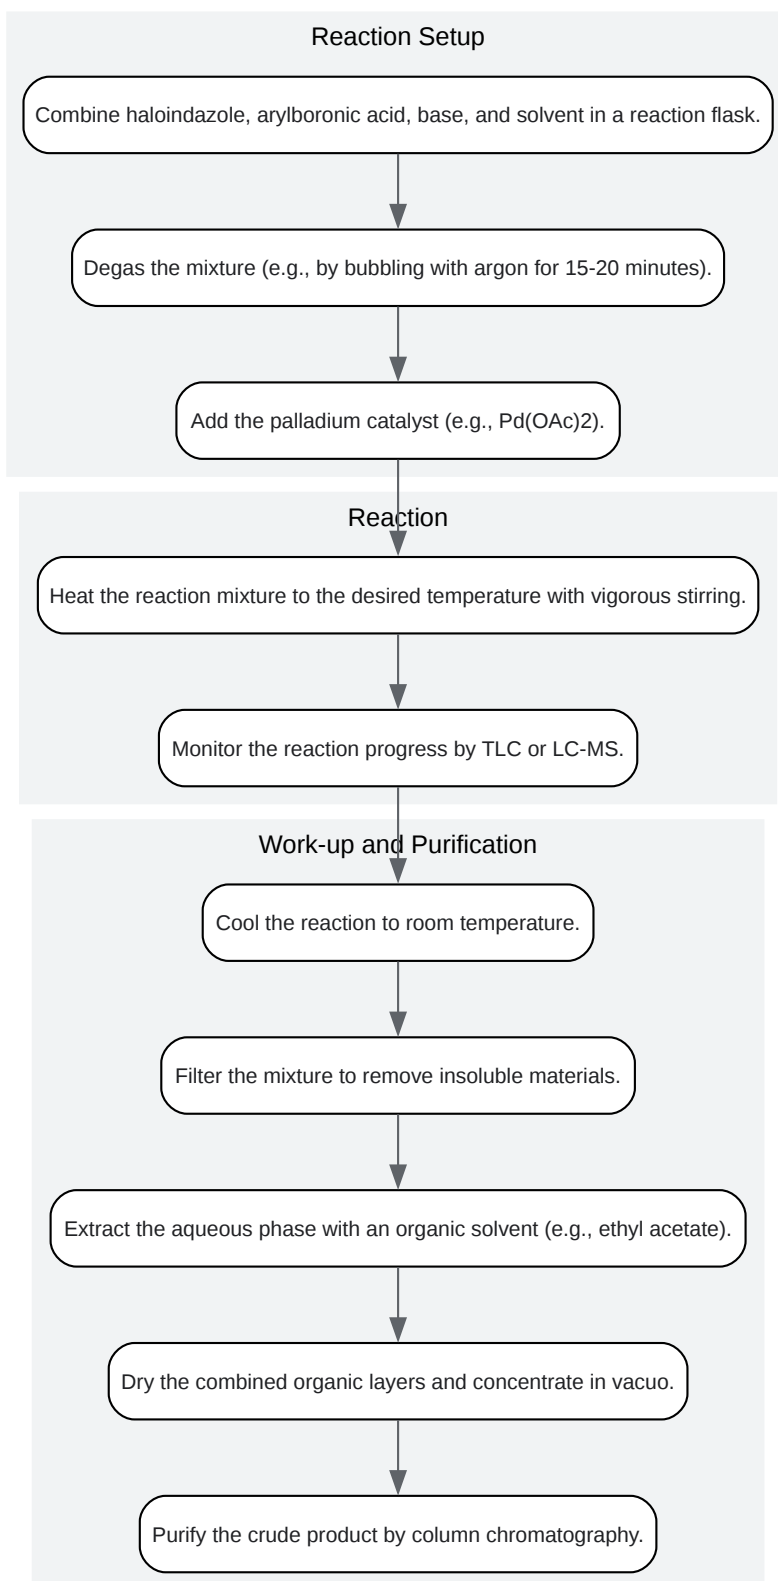 Reaction Setup
Combine haloindazole, arylboronic acid, base, and solvent in a reaction flask.
Degas the mixture (e.g., by bubbling with argon for 15-20 minutes).
Add the palladium catalyst (e.g., Pd(OAc)2).
Reaction
Heat the reaction mixture to the desired temperature with vigorous stirring.
Monitor the reaction progress by TLC or LC-MS.
Work-up and Purification
Cool the reaction to room temperature.
Filter the mixture to remove insoluble materials.
Extract the aqueous phase with an organic solvent (e.g., ethyl acetate).
Dry the combined organic layers and concentrate in vacuo.
Purify the crude product by column chromatography.